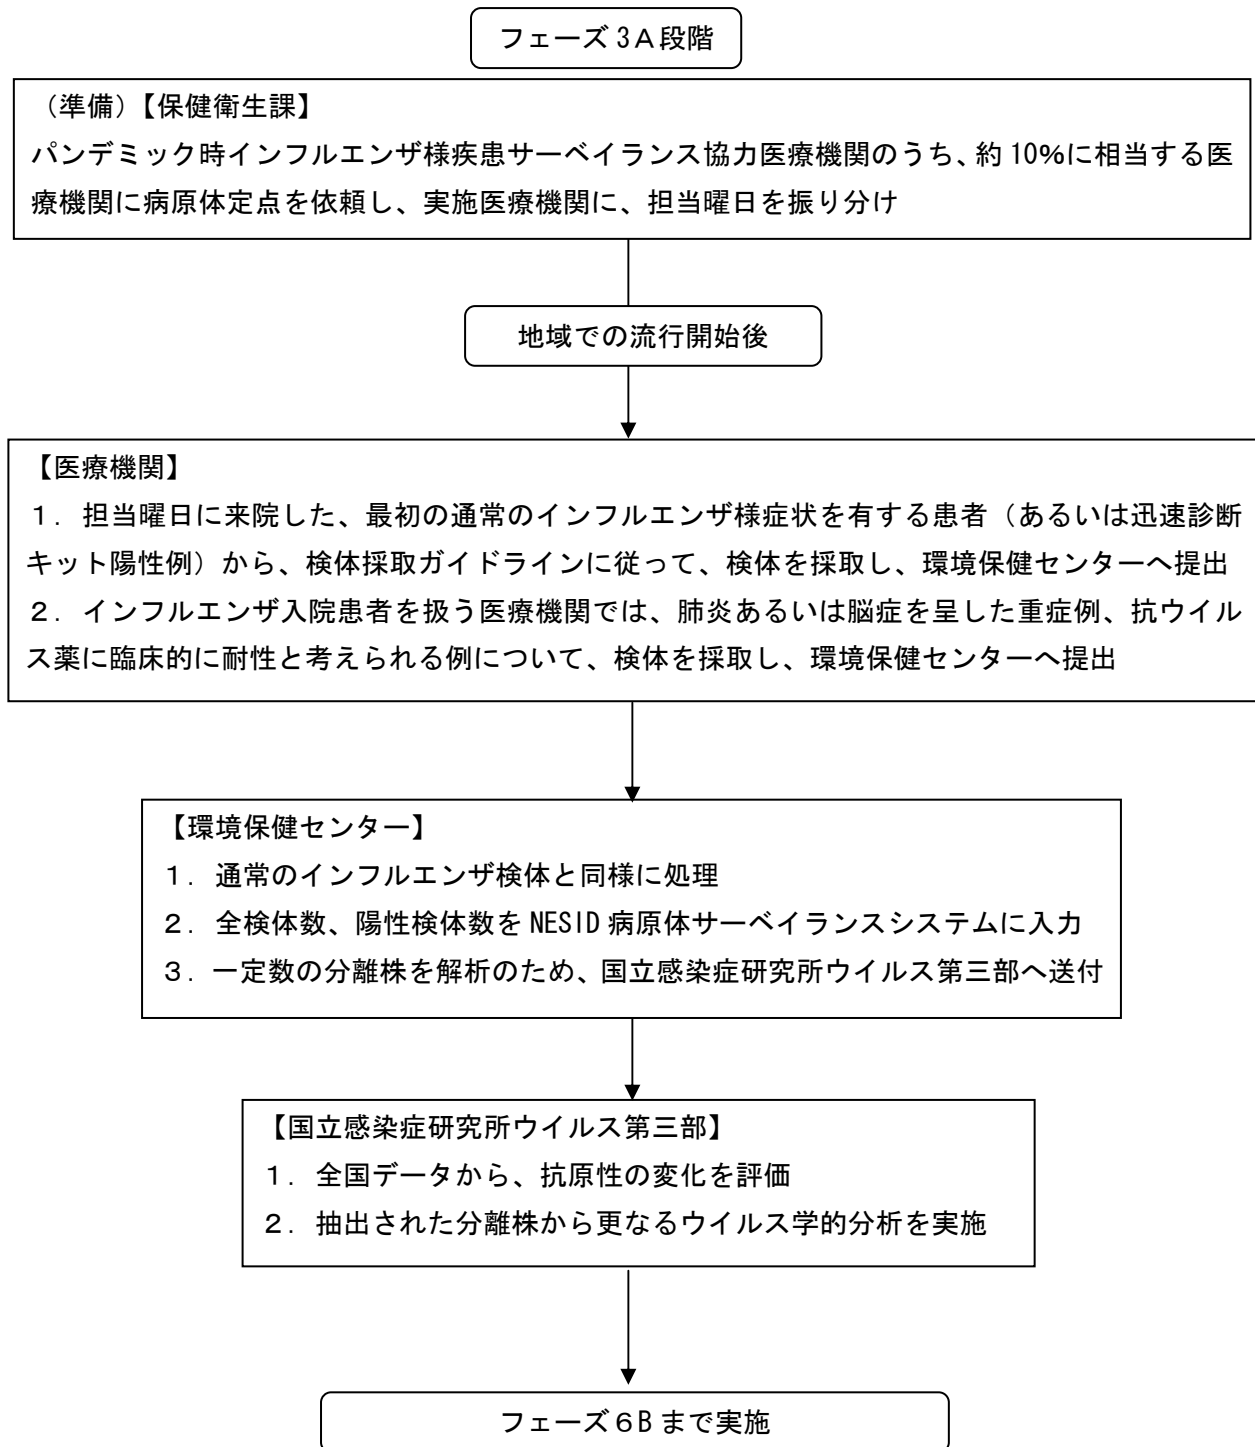 フェーズ3A段階
(準備)【保健衛生課】
パンデミック時インフルエンザ様疾患サーベイランス協力医療機関のうち、約10%に相当する医
療機関に病原体定点を依頼し、実施医療機関に、担当曜日を振り分け
地域での流行開始後
【医療機関】
1．担当曜日に来院した、最初の通常のインフルエンザ様症状を有する患者（あるいは迅速診断
キット陽性例）から、検体採取ガイドラインに従って、検体を採取し、環境保健センターへ提出
2．インフルエンザ入院患者を扱う医療機関では、肺炎あるいは脳症を呈した重症例、抗ウイル
ス薬に臨床的に耐性と考えられる例について、検体を採取し、環境保健センターへ提出
【環境保健センター】
1．通常のインフルエンザ検体と同様に処理
2．全検体数、陽性検体数をNESID病原体サーベイランスシステムに入力
3．一定数の分離株を解析のため、国立感染症研究所ウイルス第三部へ送付
【国立感染症研究所ウイルス第三部】
1．全国データから、抗原性の変化を評価
2．抽出された分離株から更なるウイルス学的分析を実施
フェーズ6Bまで実施